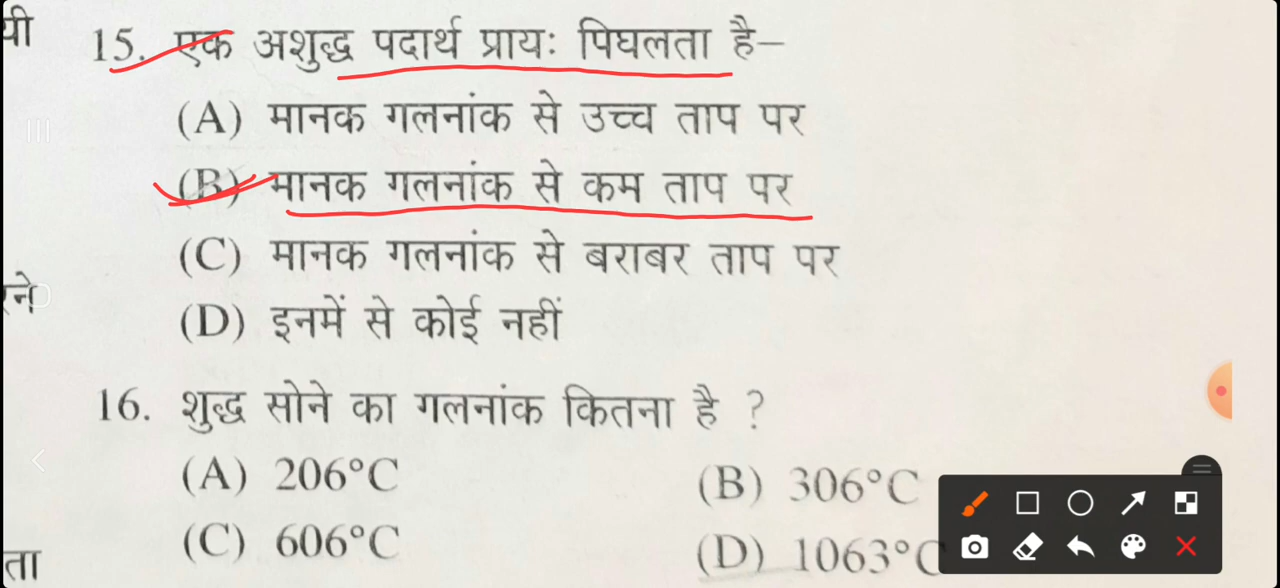 यी
15. एक अशुद्ध पदार्थ प्रायः पिघलता है–
(A) मानक गलनांक से उच्च ताप पर
(B) मानक गलनांक से कम ताप पर
(C) मानक गलनांक से बराबर ताप पर
रने
(D) इनमें से कोई नहीं
16. शुद्ध सोने का गलनांक कितना है ?
(A) 206°C
(B) 306°C
(C) 606°C
(D) 1063°C
ता